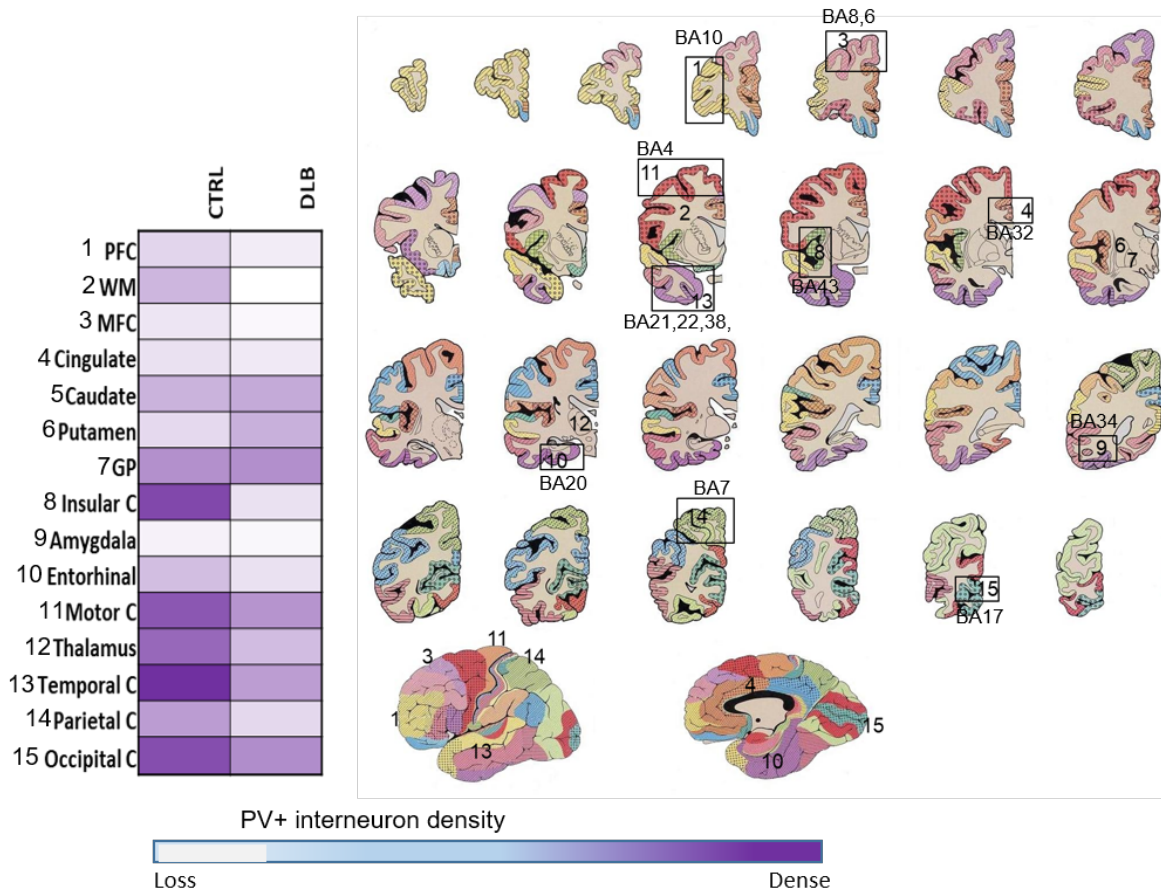 CTRL
DLB
1 PFC
2 WM
3 MFC
4 Cingulate
5 Caudate
6 Putamen
7 GP
8 Insular C
9 Amygdala
10 Entorhinal
11 Motor C
12 Thalamus
13 Temporal C
14 Parietal C
15 Occipital C
BA8,6
BA10
3
1
BA4
11
2
4
BA32
8
6
7
BA43
13
BA21,22,38,
12
BA34
9
10
BA20
BA7
14
15
BA17
11
3
14
1
13
4
15
10
PV+ interneuron density
Loss
Dense